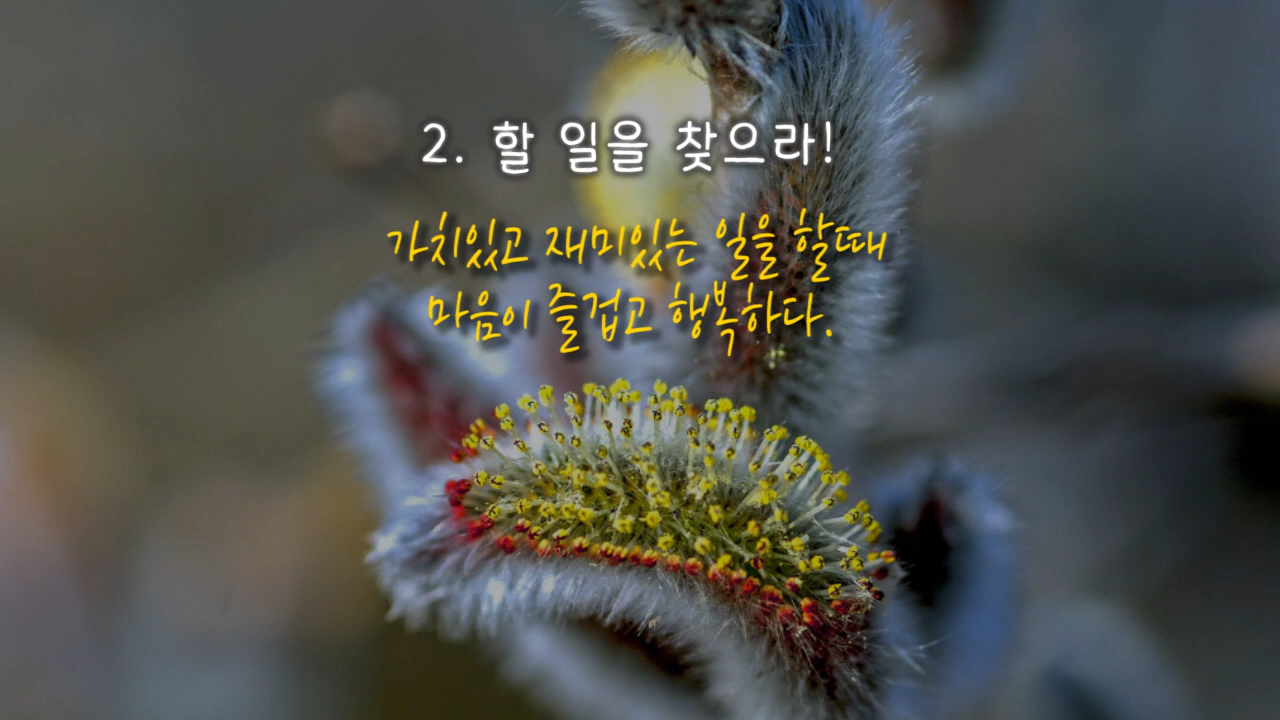 2. 할 일을 찾으라!
가치있고 재미있는 일을 할때
마음이 즐겁고 행복하다.